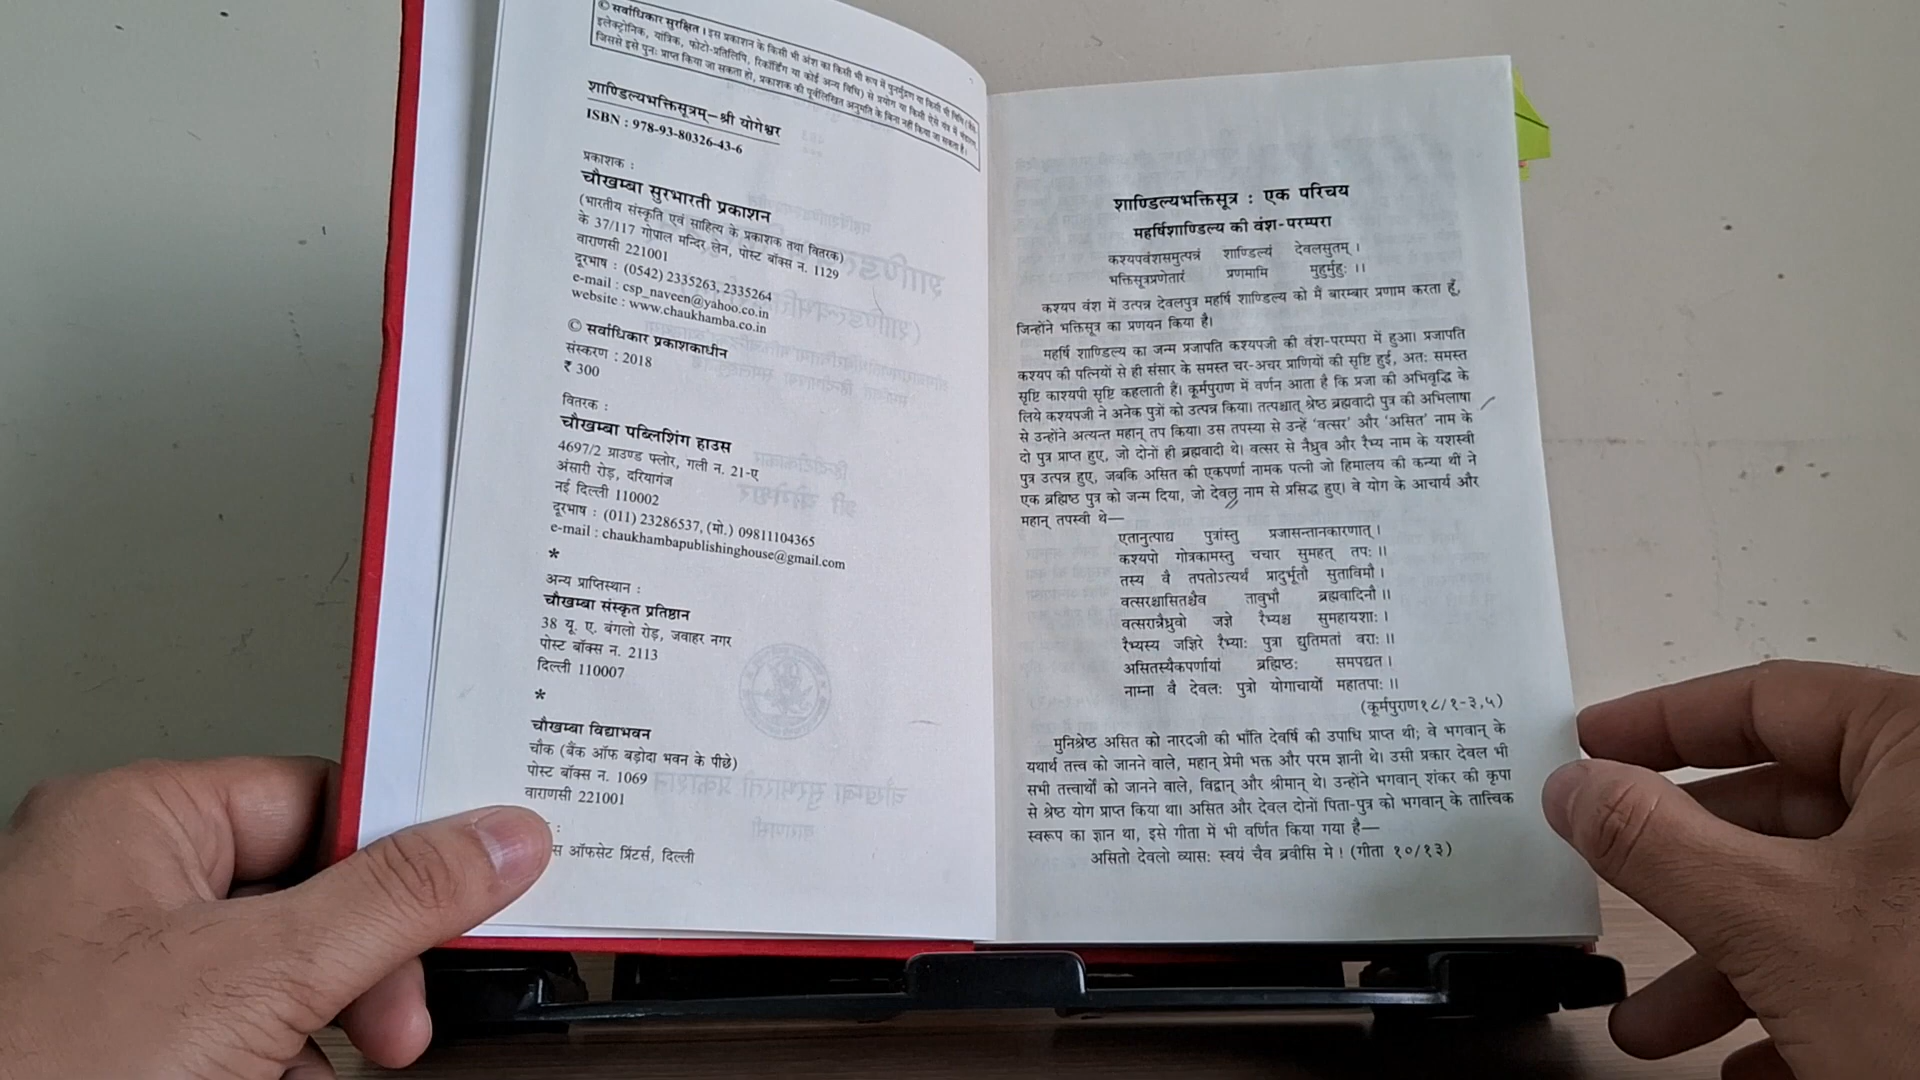 © सर्वाधिकार सुरक्षित। इस प्रकाशन के किसी भी अंश का किसी भी रूप में पुनर्मुद्रण या किसी भी विधि (जैसे-
इलेक्ट्रोनिक, यांत्रिक, फोटो-प्रतिलिपि, रिकॉर्डिंग या कोई अन्य विधि) से प्रयोग या किसी ऐसे यंत्र में भंडारण,
जिससे इसे पुनः प्राप्त किया जा सकता हो, प्रकाशक की पूर्वलिखित अनुमति के बिना नहीं किया जा सकता है।
शाण्डिल्यभक्तिसूत्रम्–श्री योगेश्वर
ISBN : 978-93-80326-43-6
प्रकाशक :
चौखम्बा सुरभारती प्रकाशन
(भारतीय संस्कृति एवं साहित्य के प्रकाशक तथा वितरक)
के 37/117 गोपाल मन्दिर लेन, पोस्ट बॉक्स न. 1129
वाराणसी 221001
दूरभाष : (0542) 2335263, 2335264
e-mail : csp_naveen@yahoo.co.in
website : www.chaukhamba.co.in
© सर्वाधिकार प्रकाशकाधीन
संस्करण : 2018
₹ 300
वितरक :
चौखम्बा पब्लिशिंग हाउस
4697/2 ग्राउण्ड फ्लोर, गली न. 21-ए
अंसारी रोड़, दरियागंज
नई दिल्ली 110002
दूरभाष : (011) 23286537, (मो.) 09811104365
e-mail : chaukhambapublishinghouse@gmail.com
*
अन्य प्राप्तिस्थान :
चौखम्बा संस्कृत प्रतिष्ठान
38 यू. ए. बंगलो रोड़, जवाहर नगर
पोस्ट बॉक्स न. 2113
दिल्ली 110007
*
चौखम्बा विद्याभवन
चौक (बैंक ऑफ बड़ोदा भवन के पीछे)
पोस्ट बॉक्स न. 1069
वाराणसी 221001
ऑफसेट प्रिंटर्स, दिल्ली
शाण्डिल्यभक्तिसूत्र : एक परिचय
महर्षिशाण्डिल्य की वंश-परम्परा
कश्यपवंशसमुत्पन्नं शाण्डिल्यं देवलसुतम् ।
भक्तिसूत्रप्रणेतारं प्रणमामि मुहुर्मुहुः ।।
कश्यप वंश में उत्पन्न देवलपुत्र महर्षि शाण्डिल्य को मैं बारम्बार प्रणाम करता हूँ,
जिन्होंने भक्तिसूत्र का प्रणयन किया है।
महर्षि शाण्डिल्य का जन्म प्रजापति कश्यपजी की वंश-परम्परा में हुआ। प्रजापति
कश्यप की पत्नियों से ही संसार के समस्त चर-अचर प्राणियों की सृष्टि हुई, अतः समस्त
सृष्टि काश्यपी सृष्टि कहलाती है। कूर्मपुराण में वर्णन आता है कि प्रजा की अभिवृद्धि के
लिये कश्यपजी ने अनेक पुत्रों को उत्पन्न किया। तत्पश्चात् श्रेष्ठ ब्रह्मवादी पुत्र की अभिलाषा
से उन्होंने अत्यन्त महान् तप किया। उस तपस्या से उन्हें ‘वत्सर’ और ‘असित’ नाम के
दो पुत्र प्राप्त हुए, जो दोनों ही ब्रह्मवादी थे। वत्सर से नैध्रुव और रैभ्य नाम के यशस्वी
पुत्र उत्पन्न हुए, जबकि असित की एकपर्णा नामक पत्नी जो हिमालय की कन्या थीं ने
एक ब्रह्मिष्ठ पुत्र को जन्म दिया, जो देवल नाम से प्रसिद्ध हुए। वे योग के आचार्य और
महान् तपस्वी थे—
एतानुत्पाद्य पुत्रांस्तु प्रजासन्तानकारणात् ।
कश्यपो गोत्रकामस्तु चचार सुमहत् तपः ।।
तस्य वै तपतोऽत्यर्थं प्रादुर्भूतौ सुताविमौ ।
वत्सरश्चासितश्चैव तावुभौ ब्रह्मवादिनौ ।।
वत्सरान्नैध्रुवो जज्ञे रैभ्यश्च सुमहायशाः ।
रैभ्यस्य जज्ञिरे रैभ्याः पुत्रा द्युतिमतां वराः ।।
असितस्यैकपर्णायां ब्रह्मिष्ठः समपद्यत ।
नाम्ना वै देवलः पुत्रो योगाचार्यो महातपाः ।।
(कूर्मपुराण१८/१-३,५)
मुनिश्रेष्ठ असित को नारदजी की भाँति देवर्षि की उपाधि प्राप्त थी; वे भगवान् के
यथार्थ तत्त्व को जानने वाले, महान् प्रेमी भक्त और परम ज्ञानी थे। उसी प्रकार देवल भी
सभी तत्त्वार्थों को जानने वाले, विद्वान् और श्रीमान् थे। उन्होंने भगवान् शंकर की कृपा
से श्रेष्ठ योग प्राप्त किया था। असित और देवल दोनों पिता-पुत्र को भगवान् के तात्त्विक
स्वरूप का ज्ञान था, इसे गीता में भी वर्णित किया गया है—
असितो देवलो व्यासः स्वयं चैव ब्रवीसि मे ! (गीता १०/१३)